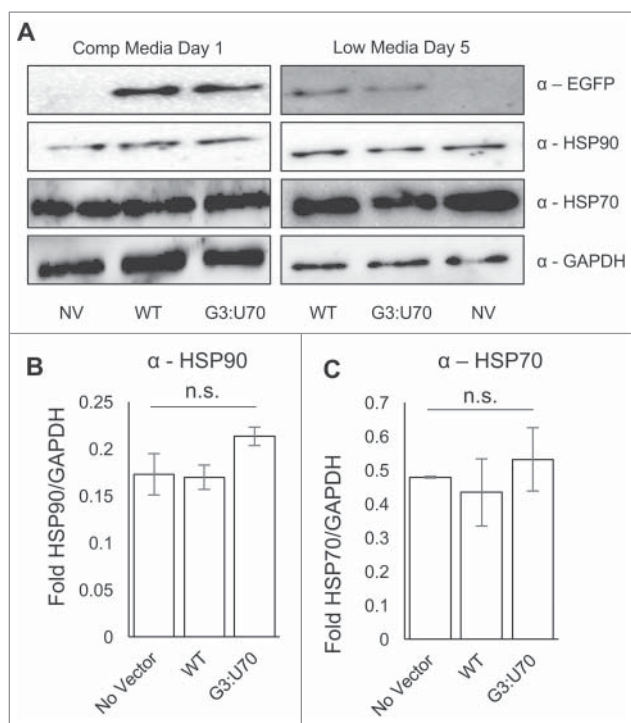 A
Comp Media Day 1
Low Media Day 5
α – EGFP
α - HSP90
α - HSP70
α - GAPDH
NV WT G3:U70
WT G3:U70 NV
B
α - HSP90
n.s.
Fold HSP90/GAPDH
0.25
0.2
0.15
0.1
0.05
0
No Vector
WT
G3:U70
C
α – HSP70
n.s.
Fold HSP70/GAPDH
0.7
0.6
0.5
0.4
0.3
0.2
0.1
0
No Vector
WT
G3:U70